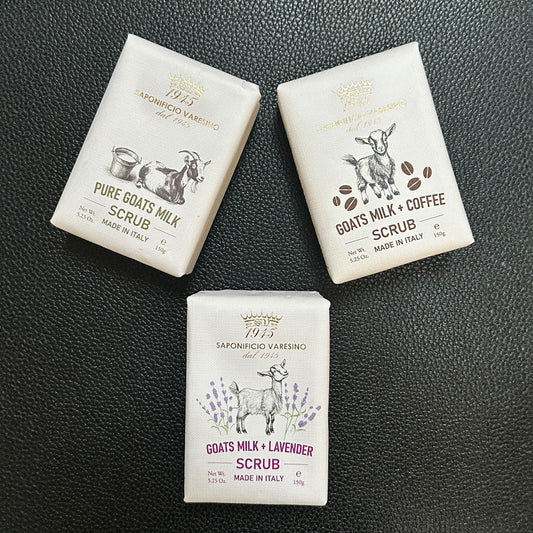 1945
SAPONIFICIO VARESINO
dal 1945
PURE GOATS MILK
SCRUB
MADE IN ITALY
Net Wt.
5.25 Oz.
e
150g
1945
SAPONIFICIO VARESINO
dal 1945
GOATS MILK + COFFEE
SCRUB
MADE IN ITALY
Net Wt.
5.25 Oz.
e
150g
1945
SAPONIFICIO VARESINO
dal 1945
GOATS MILK + LAVENDER
SCRUB
MADE IN ITALY
Net Wt.
5.25 Oz.
e
150g